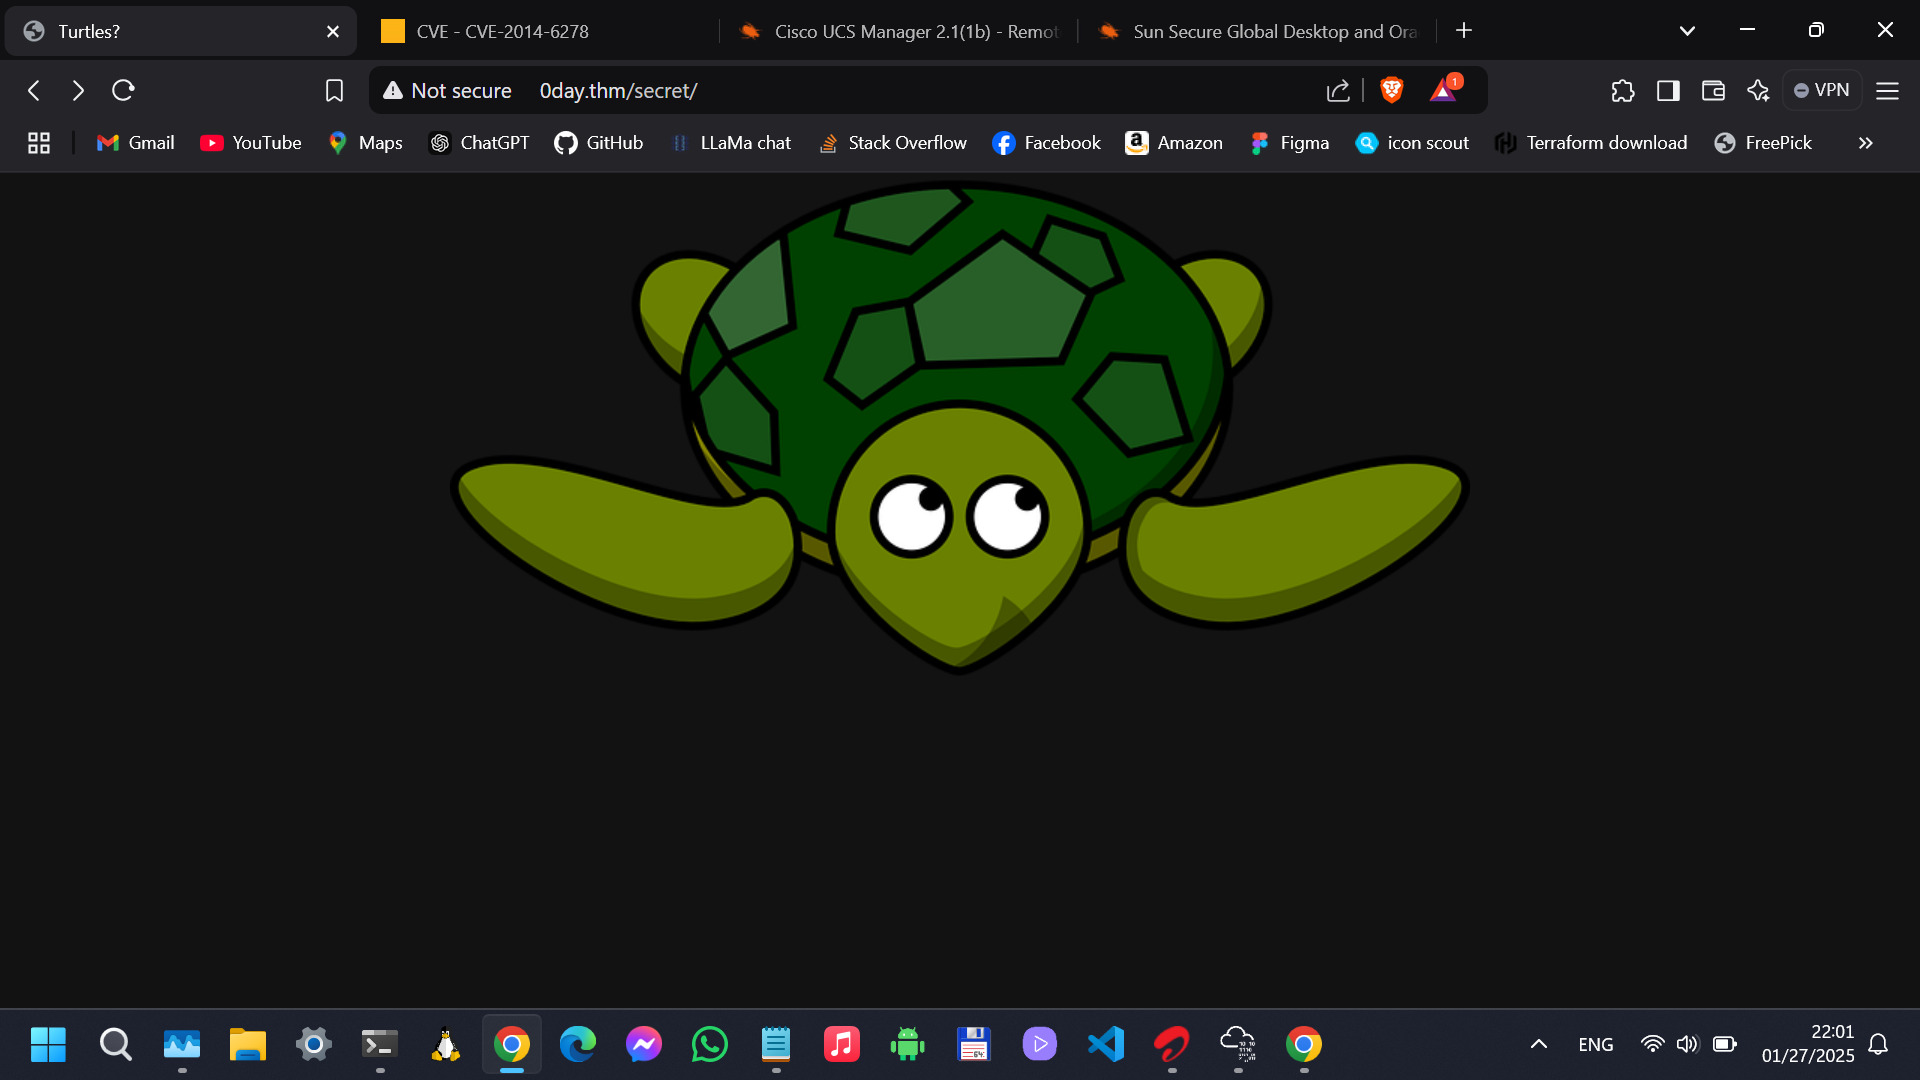 Turtles?
CVE - CVE-2014-6278
Cisco UCS Manager 2.1(1b) - Remot
Sun Secure Global Desktop and Ora
Not secure
0day.thm/secret/
1
VPN
Gmail
YouTube
Maps
ChatGPT
GitHub
LLaMa chat
Stack Overflow
Facebook
Amazon
Figma
icon scout
Terraform download
FreePick
ENG
22:01
01/27/2025